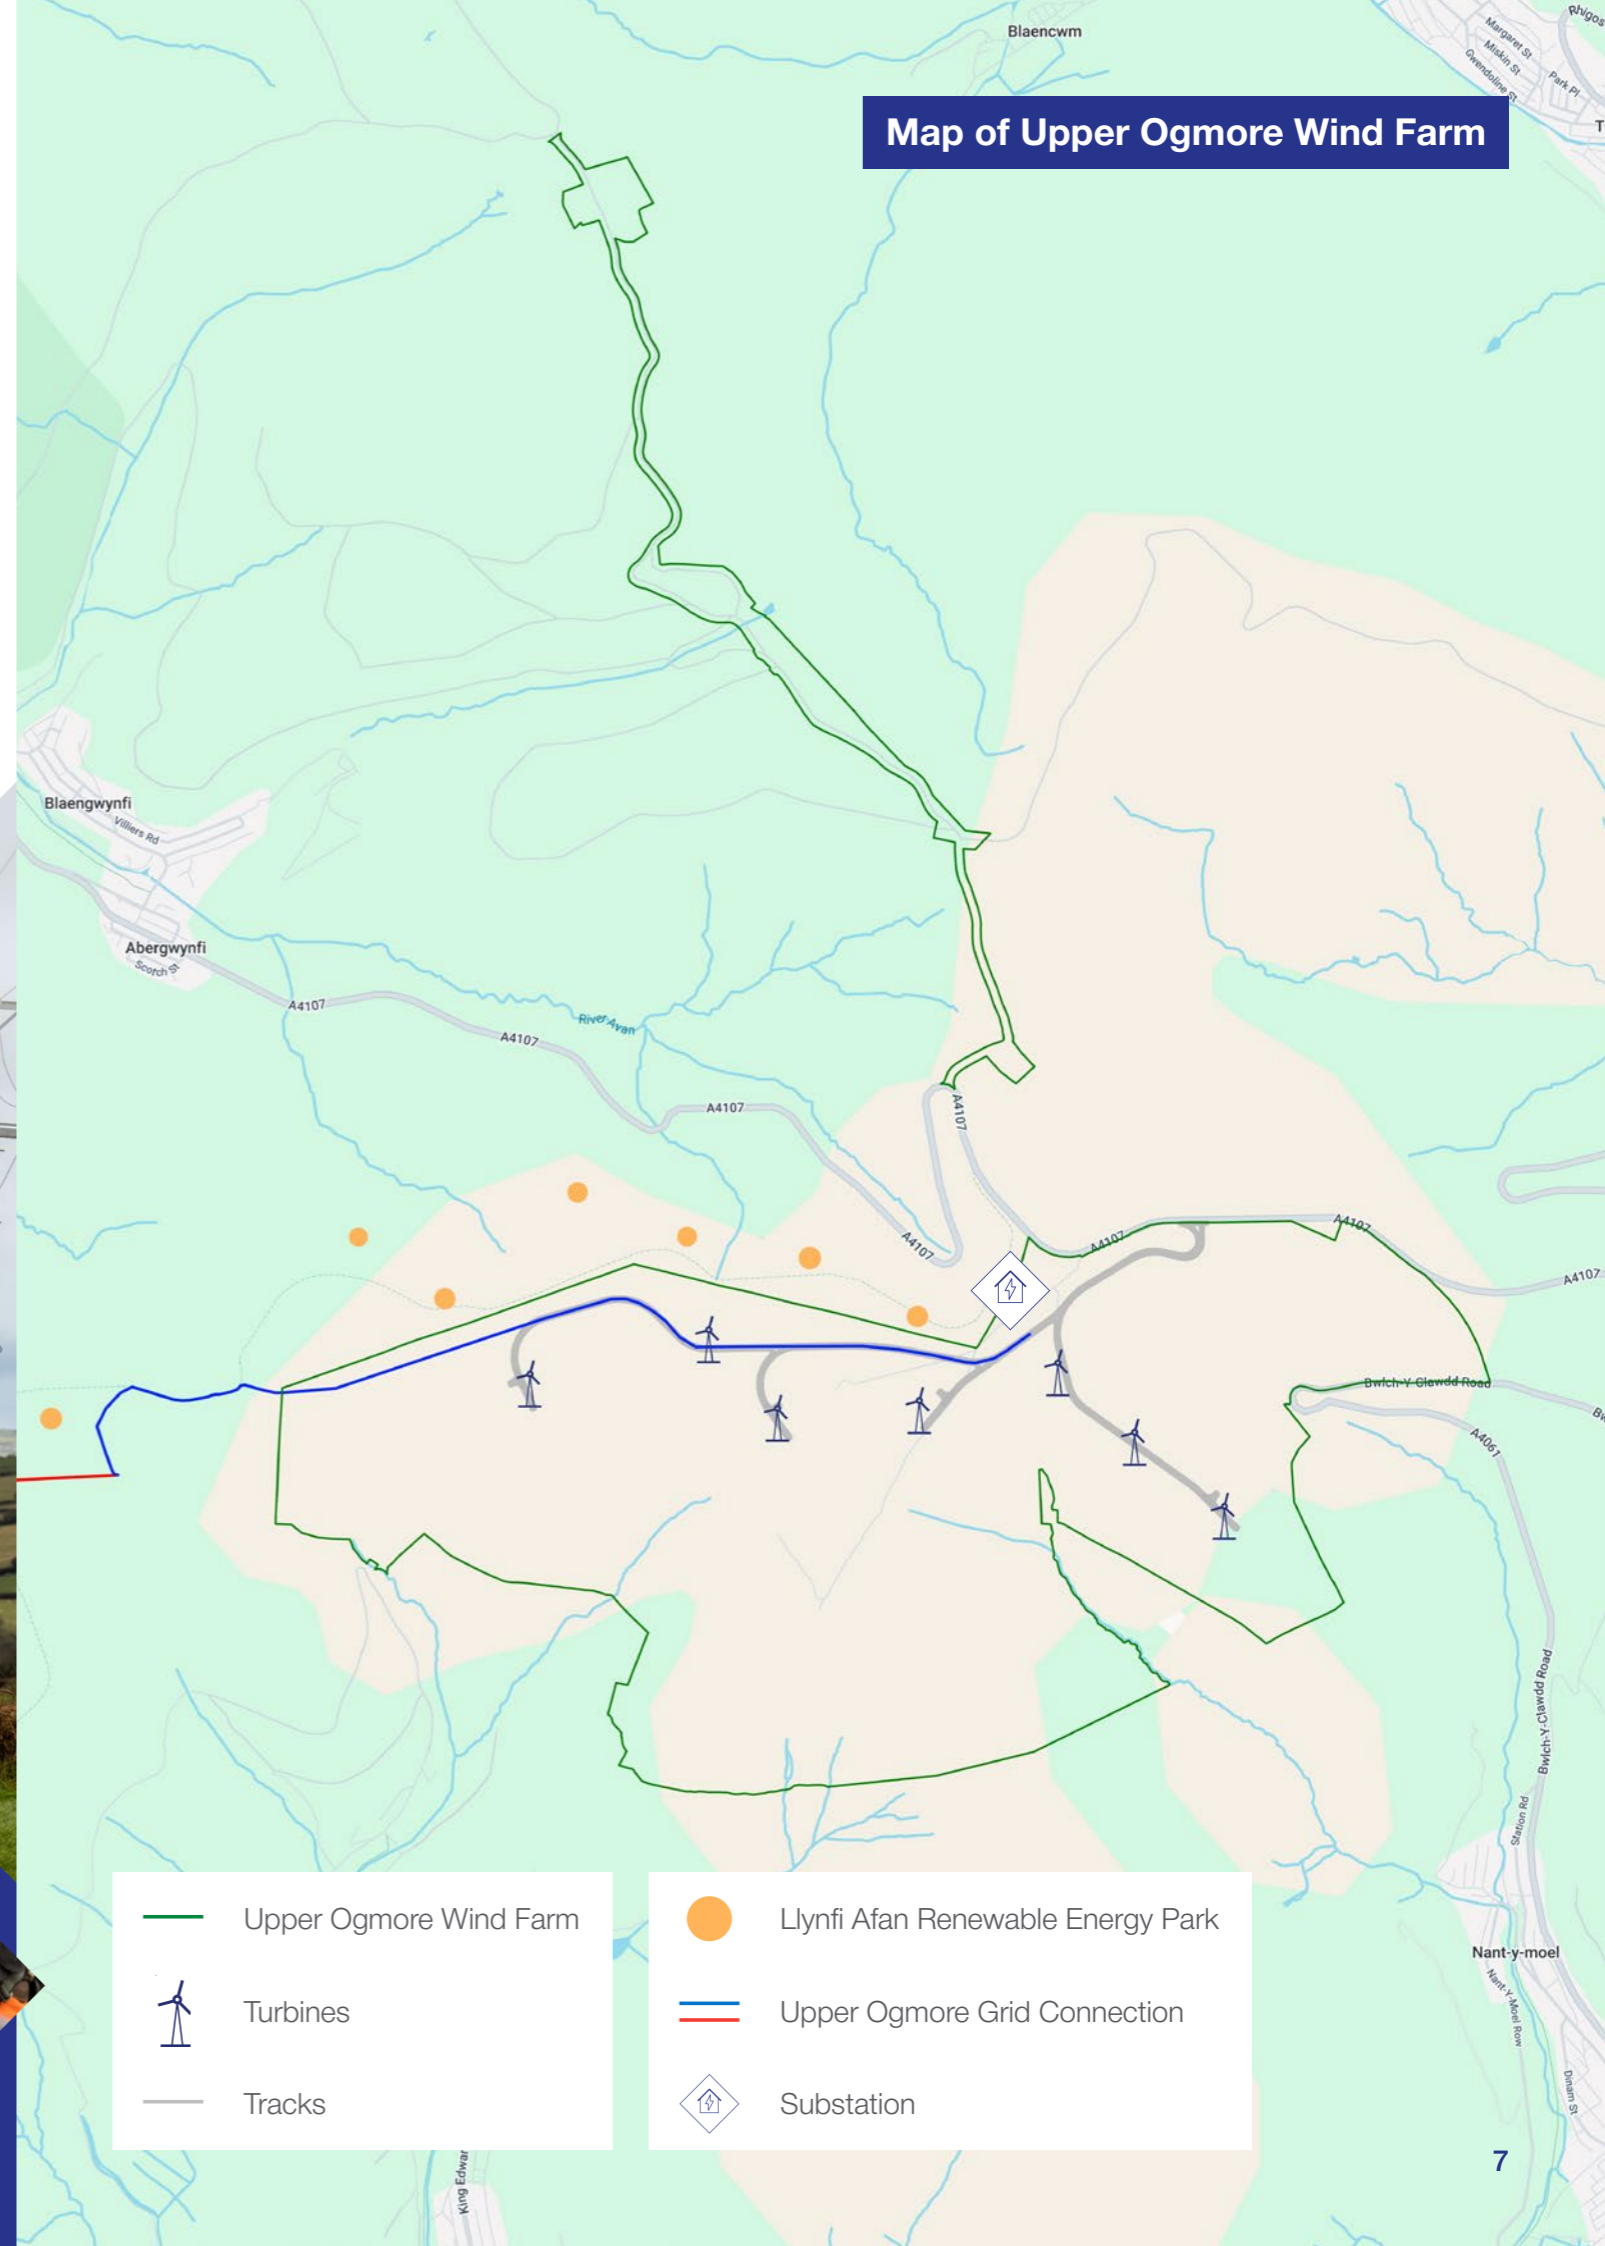 Blaencwm
Rhigos
Margaret St
Miskin St
Gwendoline St
Park Pl
T
Map of Upper Ogmore Wind Farm
Blaengwynfi
Villiers Rd
Abergwynfi
Scotch St
A4107
A4107
River Avan
A4107
A4107
A4107
A4107
A4107
A4107
Bwlch-Y-Clawdd Road
Bw
A4061
Bwlch-Y-Clawdd Road
Station Rd
Nant-y-moel
Nant-Y-Moel Row
Dinam St
King Edwar
Upper Ogmore Wind Farm
Turbines
Tracks
Llynfi Afan Renewable Energy Park
Upper Ogmore Grid Connection
Substation
7